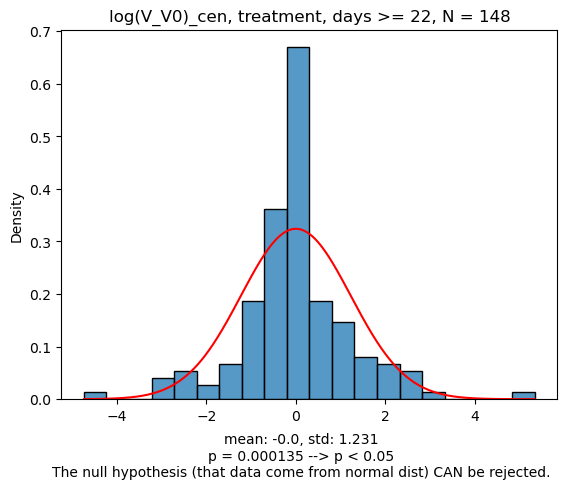 log(V_V0)_cen, treatment, days >= 22, N = 148
0.7
0.6
0.5
0.4
0.3
0.2
0.1
0.0
Density
−4
−2
0
2
4
mean: -0.0, std: 1.231
p = 0.000135 --> p < 0.05
The null hypothesis (that data come from normal dist) CAN be rejected.